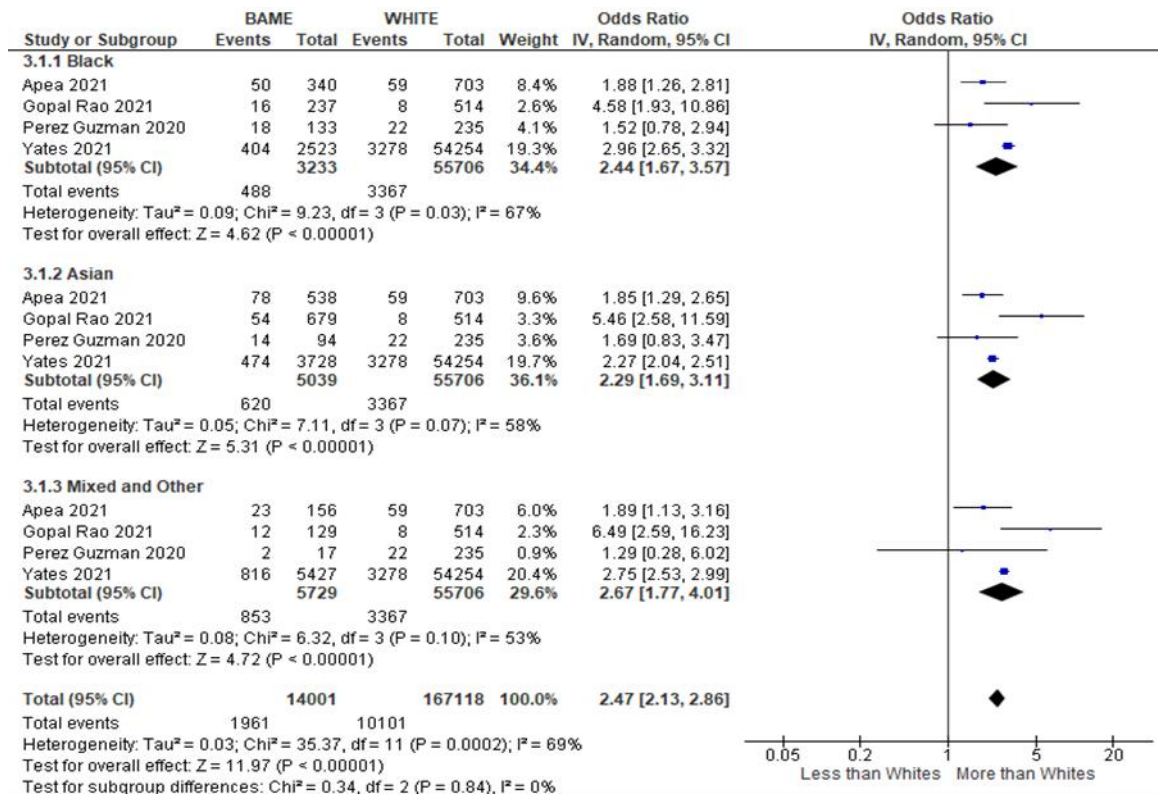 BAME WHITE Odds Ratio Odds Ratio
Study or Subgroup Events Total Events Total Weight IV, Random, 95% CI IV, Random, 95% CI
3.1.1 Black
Apea 2021 50 340 59 703 8.4% 1.88 [1.26, 2.81]
Gopal Rao 2021 16 237 8 514 2.6% 4.58 [1.93, 10.86]
Perez Guzman 2020 18 133 22 235 4.1% 1.52 [0.78, 2.94]
Yates 2021 404 2523 3278 54254 19.3% 2.96 [2.65, 3.32]
Subtotal (95% CI) 3233 55706 34.4% 2.44 [1.67, 3.57]
Total events 488 3367
Heterogeneity: Tau² = 0.09; Chi² = 9.23, df = 3 (P = 0.03); I² = 67%
Test for overall effect: Z = 4.62 (P < 0.00001)
3.1.2 Asian
Apea 2021 78 538 59 703 9.6% 1.85 [1.29, 2.65]
Gopal Rao 2021 54 679 8 514 3.3% 5.46 [2.58, 11.59]
Perez Guzman 2020 14 94 22 235 3.6% 1.69 [0.83, 3.47]
Yates 2021 474 3728 3278 54254 19.7% 2.27 [2.04, 2.51]
Subtotal (95% CI) 5039 55706 36.1% 2.29 [1.69, 3.11]
Total events 620 3367
Heterogeneity: Tau² = 0.05; Chi² = 7.11, df = 3 (P = 0.07); I² = 58%
Test for overall effect: Z = 5.31 (P < 0.00001)
3.1.3 Mixed and Other
Apea 2021 23 156 59 703 6.0% 1.89 [1.13, 3.16]
Gopal Rao 2021 12 129 8 514 2.3% 6.49 [2.59, 16.23]
Perez Guzman 2020 2 17 22 235 0.9% 1.29 [0.28, 6.02]
Yates 2021 816 5427 3278 54254 20.4% 2.75 [2.53, 2.99]
Subtotal (95% CI) 5729 55706 29.6% 2.67 [1.77, 4.01]
Total events 853 3367
Heterogeneity: Tau² = 0.08; Chi² = 6.32, df = 3 (P = 0.10); I² = 53%
Test for overall effect: Z = 4.72 (P < 0.00001)
Total (95% CI) 14001 167118 100.0% 2.47 [2.13, 2.86]
Total events 1961 10101
Heterogeneity: Tau² = 0.03; Chi² = 35.37, df = 11 (P = 0.0002); I² = 69%
Test for overall effect: Z = 11.97 (P < 0.00001)
Test for subgroup differences: Chi² = 0.34, df = 2 (P = 0.84), I² = 0%
0.05 0.2 1 5 20
Less than Whites More than Whites